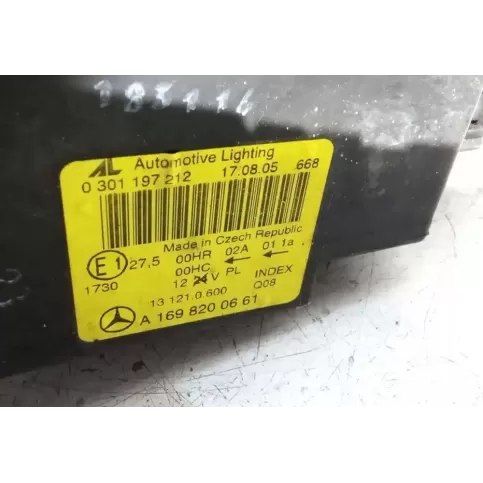 AL Automotive Lighting
0 301 197 212 17.08.05 668
Made in Czech Republic
E1 27,5 00HR 02A 01 1a
1730 00HC ← ←
12 24 V PL INDEX
13 121.0 600 Q08
A 169 820 06 61